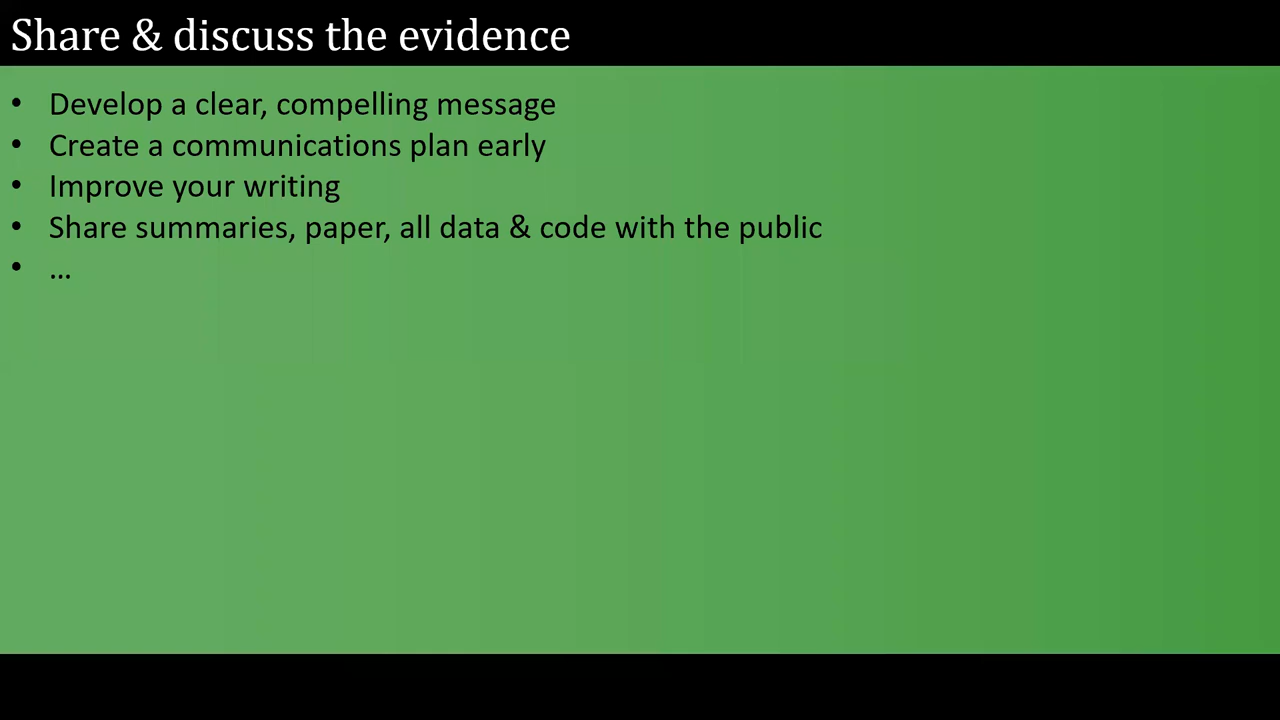 Share & discuss the evidence
• Develop a clear, compelling message
• Create a communications plan early
• Improve your writing
• Share summaries, paper, all data & code with the public
• …